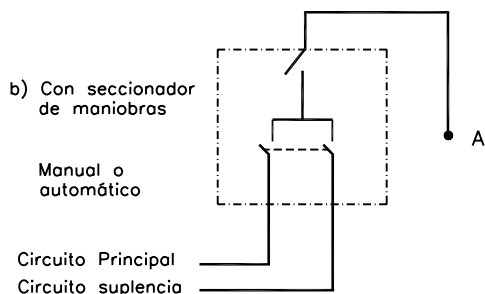 b) Con seccionador
de maniobras
A
Manual o
automático
Circuito Principal
Circuito suplencia